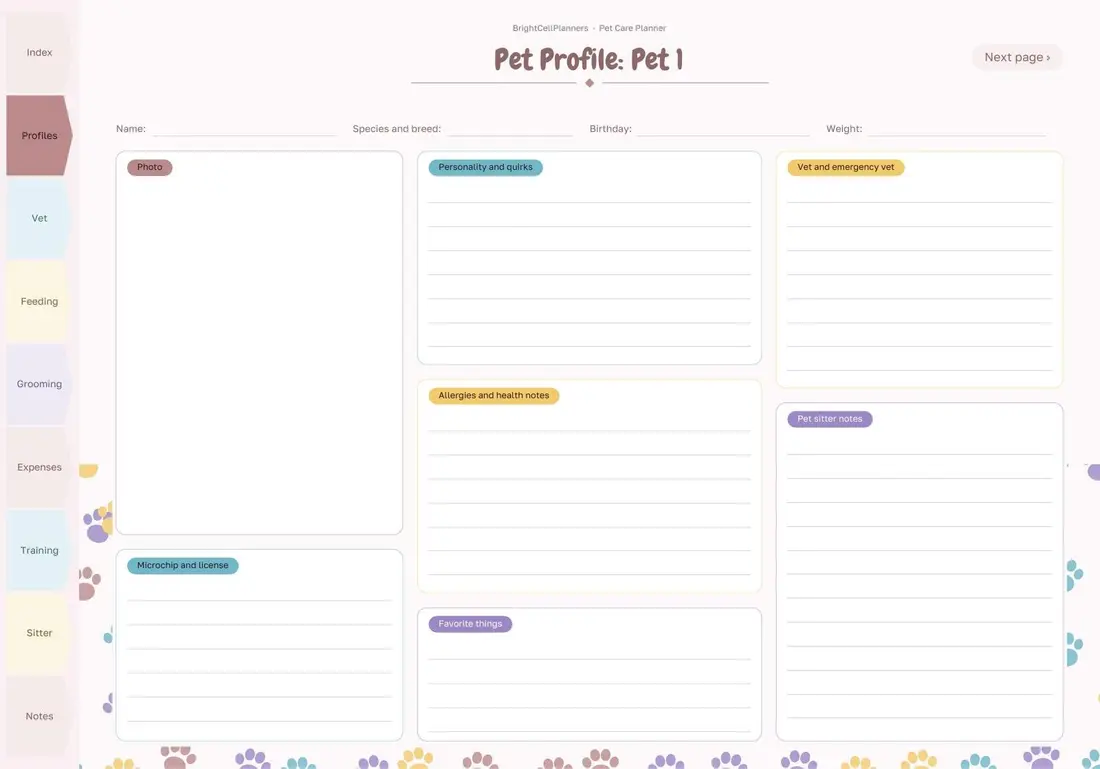 BrightCellPlanners · Pet Care Planner
Pet Profile: Pet 1
Next page ›
Index
Profiles
Vet
Feeding
Grooming
Expenses
Training
Sitter
Notes
Name:
Species and breed:
Birthday:
Weight:
Photo
Microchip and license
Personality and quirks
Allergies and health notes
Favorite things
Vet and emergency vet
Pet sitter notes